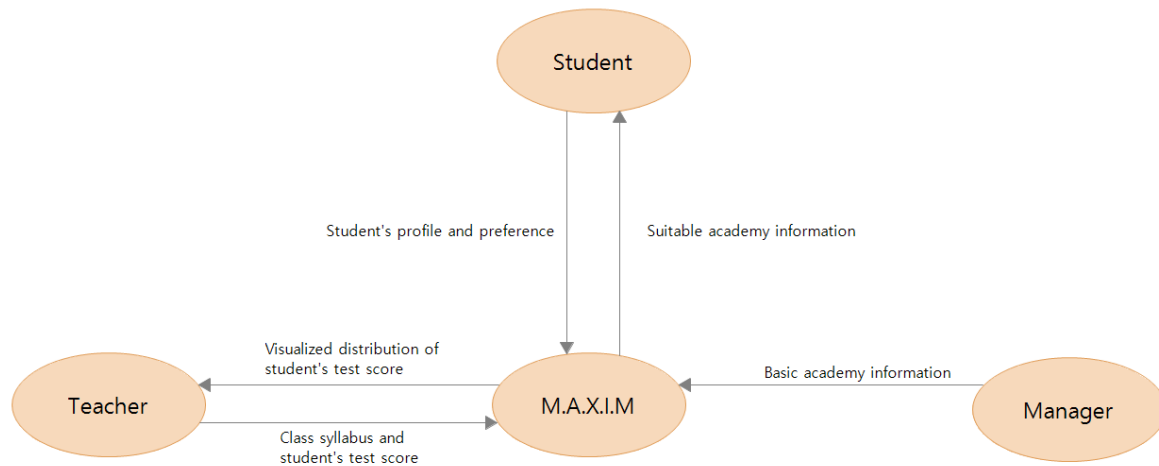 Student
Student's profile and preference
Suitable academy information
Visualized distribution of
student's test score
Basic academy information
Teacher
M.A.X.I.M
Manager
Class syllabus and
student's test score